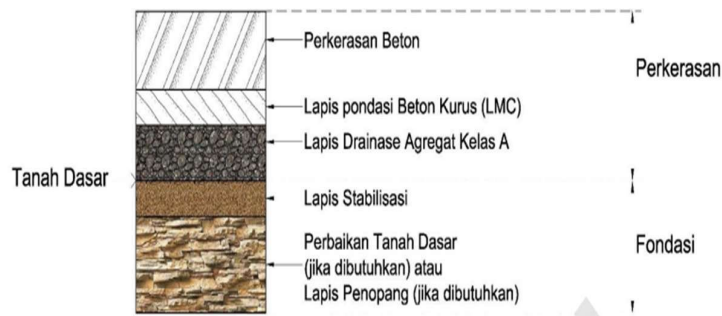 Perkerasan Beton
Perkerasan
Lapis pondasi Beton Kurus (LMC)
Lapis Drainase Agregat Kelas A
Tanah Dasar
Lapis Stabilisasi
Perbaikan Tanah Dasar
(jika dibutuhkan) atau
Lapis Penopang (jika dibutuhkan)
Fondasi